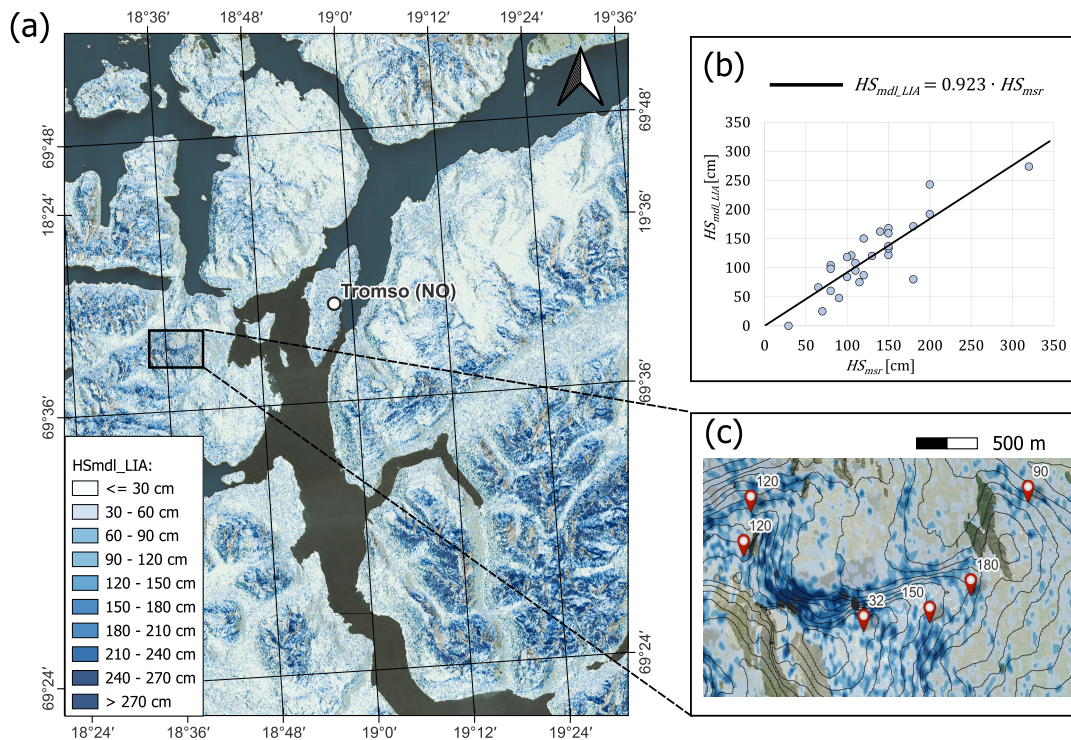 (a)
18°36′ 18°48′ 19°0′ 19°12′ 19°24′ 19°36′
69°48′
18°24′
69°36′
69°24′
69°48′
19°36′
69°36′
69°24′
Tromso (NO)
HSmdl_LIA:
<= 30 cm
30 - 60 cm
60 - 90 cm
90 - 120 cm
120 - 150 cm
150 - 180 cm
180 - 210 cm
210 - 240 cm
240 - 270 cm
> 270 cm
18°24′ 18°36′ 18°48′ 19°0′ 19°12′ 19°24′
(b)
HSmdl_LIA = 0.923 · HSmsr
HSmdl_LIA [cm]
350
300
250
200
150
100
50
0
0 50 100 150 200 250 300 350
HSmsr [cm]
(c)
500 m
120
90
120
180
150
32